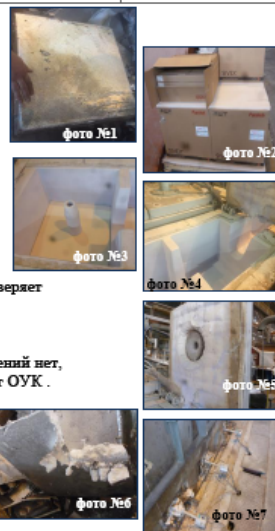 фото №1
фото №2
фото №3
фото №4
веряет
фото №5
ений нет,
т ОУК .
фото №6
фото №7